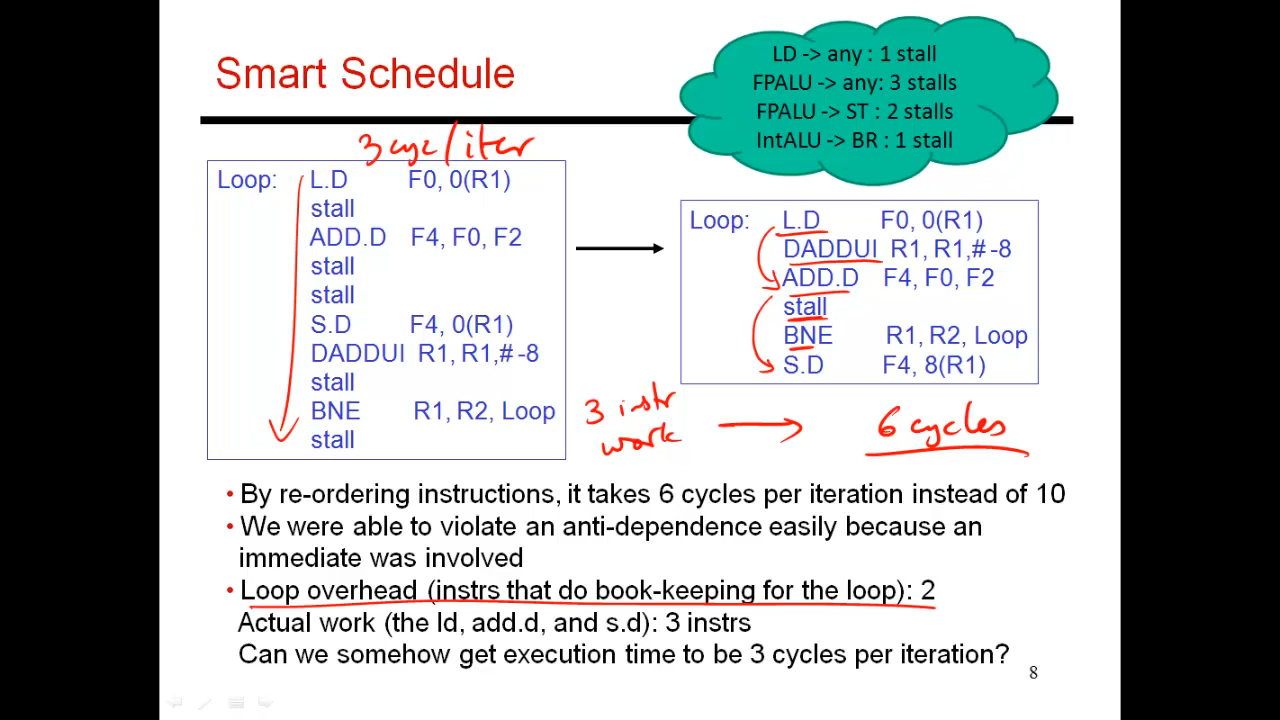 Smart Schedule
LD -> any : 1 stall
FPALU -> any: 3 stalls
FPALU -> ST : 2 stalls
IntALU -> BR : 1 stall
3 cyc/iter
Loop: L.D F0, 0(R1)
stall
ADD.D F4, F0, F2
stall
stall
S.D F4, 0(R1)
DADDUI R1, R1,# -8
stall
BNE R1, R2, Loop
stall
Loop: L.D F0, 0(R1)
DADDUI R1, R1,# -8
ADD.D F4, F0, F2
stall
BNE R1, R2, Loop
S.D F4, 8(R1)
3 instr
work
6 cycles
• By re-ordering instructions, it takes 6 cycles per iteration instead of 10
• We were able to violate an anti-dependence easily because an
immediate was involved
• Loop overhead (instrs that do book-keeping for the loop): 2
Actual work (the ld, add.d, and s.d): 3 instrs
Can we somehow get execution time to be 3 cycles per iteration?
8